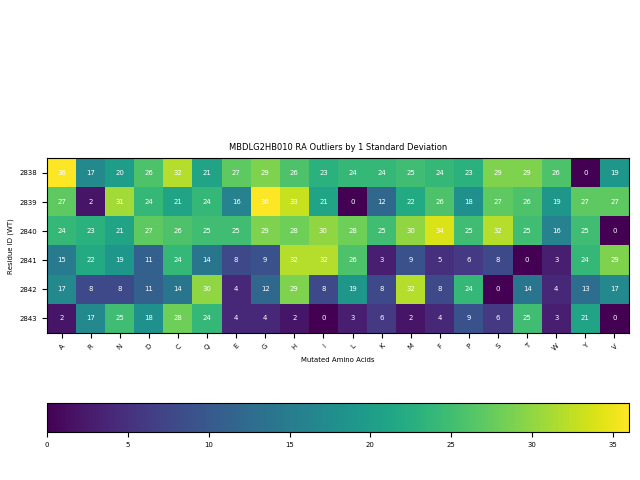 MBDLG2HB010 RA Outliers by 1 Standard Deviation
Residue ID (WT)
2838 36 17 20 26 32 21 27 29 26 23 24 24 25 24 23 29 29 26 0 19
2839 27 2 31 24 21 24 16 36 33 21 0 12 22 26 18 27 26 19 27 27
2840 24 23 21 27 26 25 25 29 28 30 28 25 30 34 25 32 25 16 25 0
2841 15 22 19 11 24 14 8 9 32 32 26 3 9 5 6 8 0 3 24 29
2842 17 8 8 11 14 30 4 12 29 8 19 8 32 8 24 0 14 4 13 17
2843 2 17 25 18 28 24 4 4 2 0 3 6 2 4 9 6 25 3 21 0
A R N D C Q E G H I L K M F P S T W Y V
Mutated Amino Acids
0 5 10 15 20 25 30 35